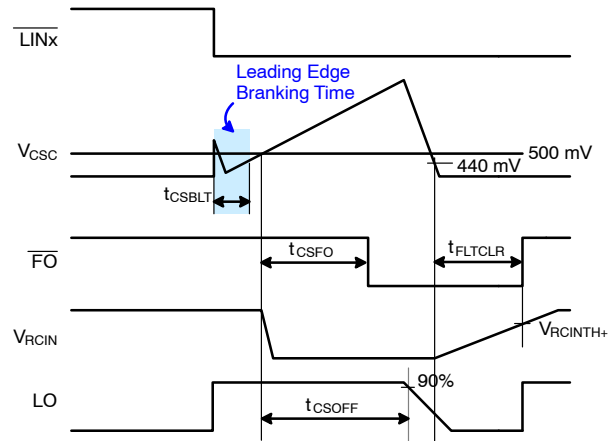 LINx
Leading Edge
Branking Time
VCSC
500 mV
440 mV
tCSBLT
FO
tCSFO
tFLTCLR
VRCIN
VRCINTH+
90%
LO
tCSOFF